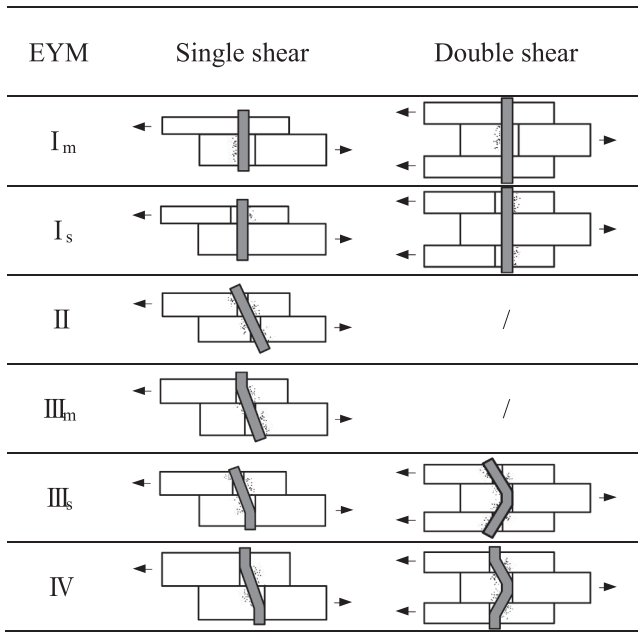 EYM Single shear Double shear
Iₘ
Iₛ
II /
IIIₘ /
IIIₛ
IV